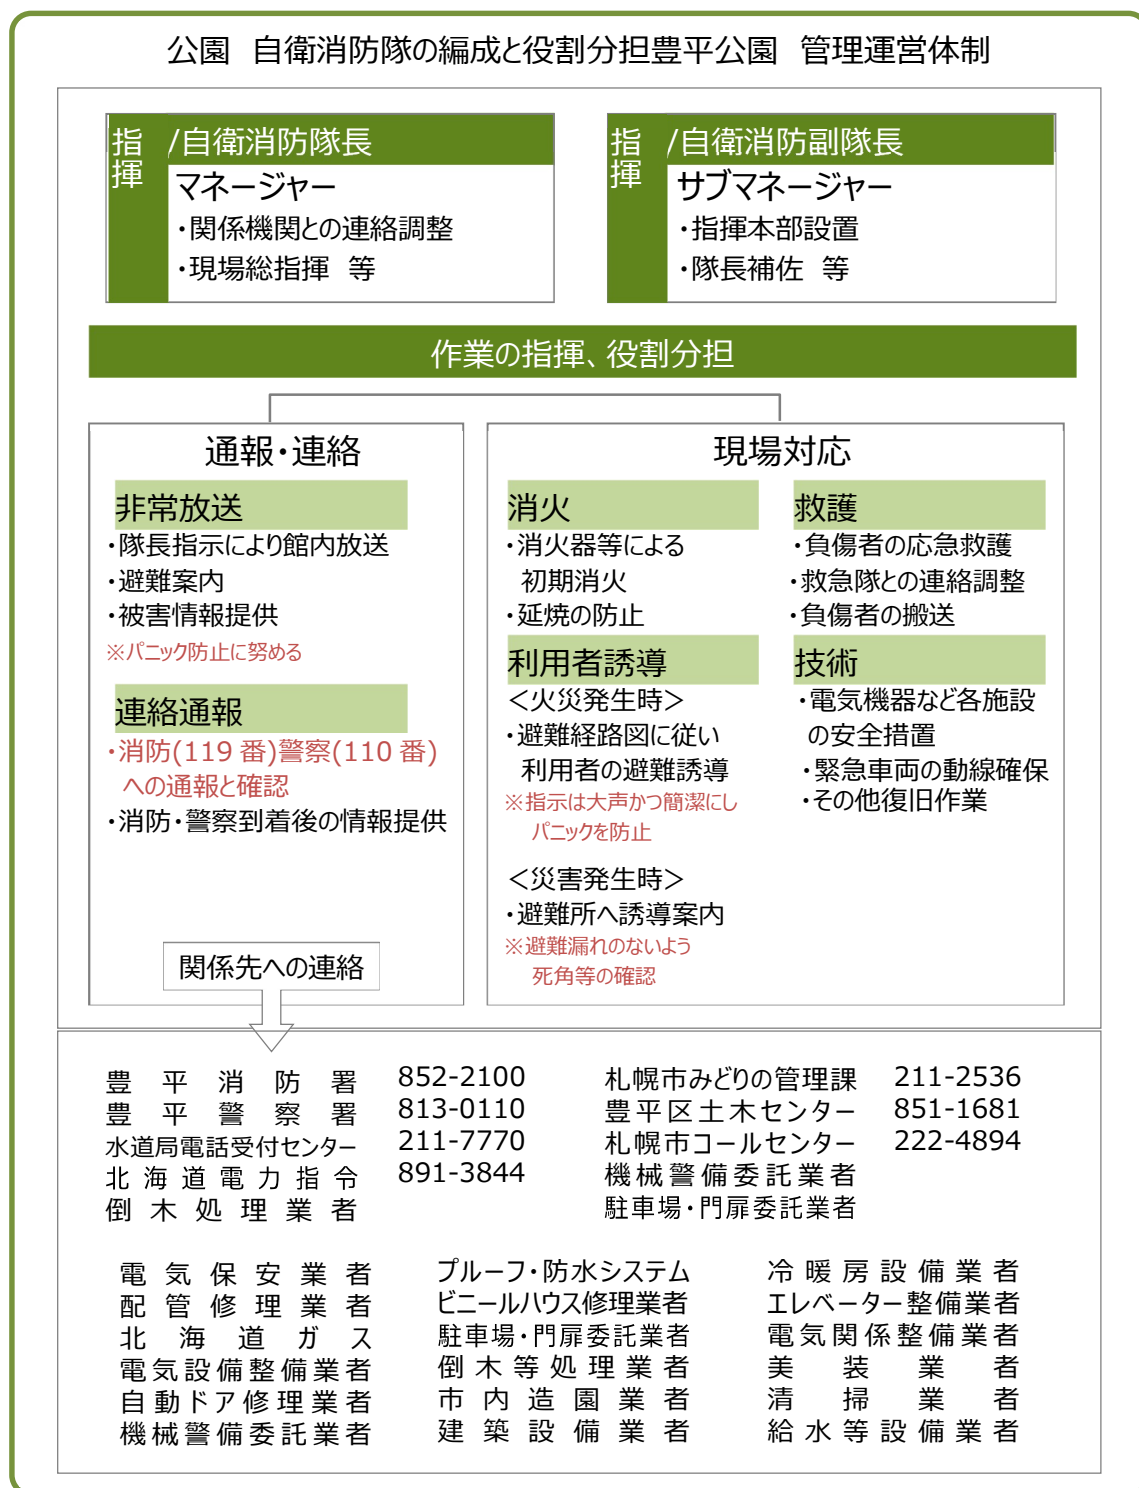 公園　自衛消防隊の編成と役割分担豊平公園　管理運営体制
指揮/自衛消防隊長
マネージャー
・関係機関との連絡調整
・現場総指揮　等
指揮/自衛消防副隊長
サブマネージャー
・指揮本部設置
・隊長補佐　等
作業の指揮、役割分担
通報・連絡
非常放送
・隊長指示により館内放送
・避難案内
・被害情報提供
※パニック防止に努める
連絡通報
・消防(119 番)警察(110 番)
への通報と確認
・消防・警察到着後の情報提供
関係先への連絡
現場対応
消火
・消火器等による
初期消火
・延焼の防止
利用者誘導
＜火災発生時＞
・避難経路図に従い
利用者の避難誘導
※指示は大声かつ簡潔にし
パニックを防止
＜災害発生時＞
・避難所へ誘導案内
※避難漏れのないよう
死角等の確認
救護
・負傷者の応急救護
・救急隊との連絡調整
・負傷者の搬送
技術
・電気機器など各施設
の安全措置
・緊急車両の動線確保
・その他復旧作業
豊平消防署 852-2100
豊平警察署 813-0110
水道局電話受付センター 211-7770
北海道電力指令 891-3844
倒木処理業者
札幌市みどりの管理課 211-2536
豊平区土木センター 851-1681
札幌市コールセンター 222-4894
機械警備委託業者
駐車場・門扉委託業者
電気保安業者
配管修理業者
北海道ガス
電気設備整備業者
自動ドア修理業者
機械警備委託業者
プルーフ・防水システム
ビニールハウス修理業者
駐車場・門扉委託業者
倒木等処理業者
市内造園業者
建築設備業者
冷暖房設備業者
エレベーター整備業者
電気関係整備業者
美装業者
清掃業者
給水等設備業者